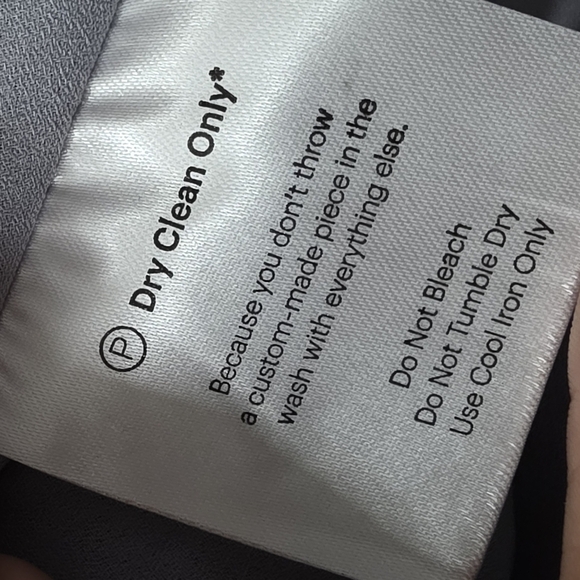 Ⓟ Dry Clean Only*
Because you don't throw
a custom-made piece in the
wash with everything else.
Do Not Bleach
Do Not Tumble Dry
Use Cool Iron Only